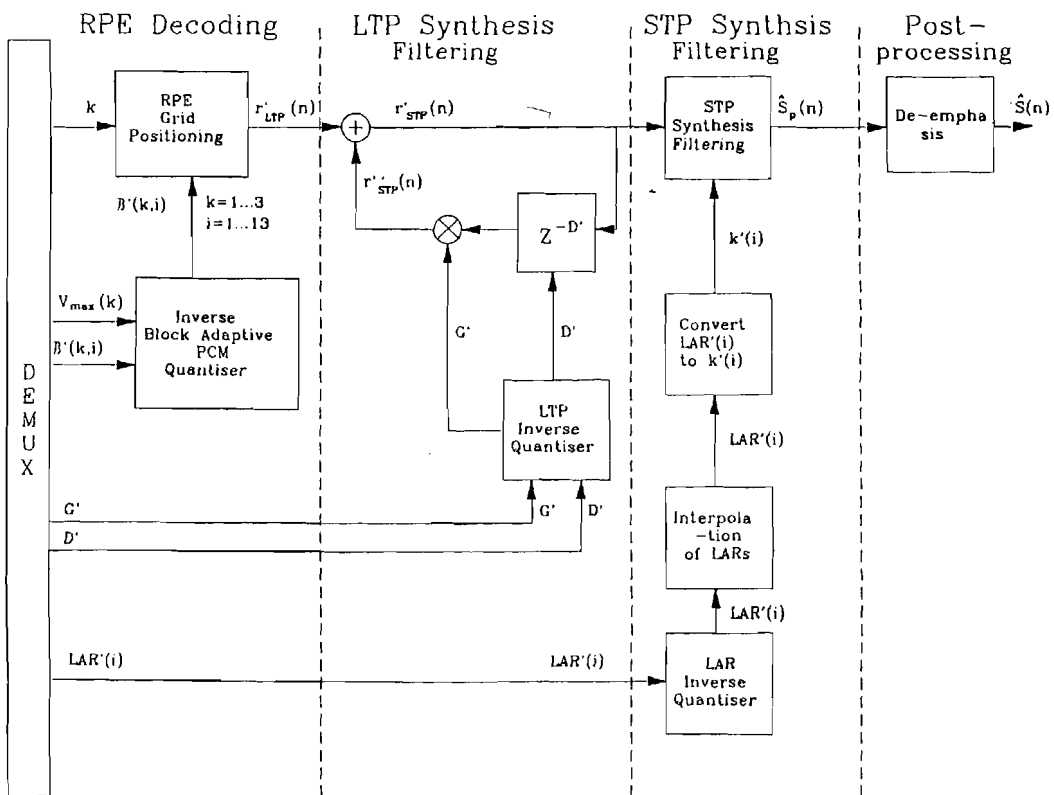 RPE Decoding
LTP Synthesis
Filtering
STP Synthsis
Filtering
Post-
processing
k
RPE
Grid
Positioning
r'LTP(n)
+
r'STP(n)
STP
Synthesis
Filtering
Ŝp(n)
De-empha
sis
Ŝ(n)
r''STP(n)
B'(k,i)
k=1...3
i=1...13
Z^-D'
k'(i)
Vmax(k)
B'(k,i)
Inverse
Block Adaptive
PCM
Quantiser
G'
D'
Convert
LAR'(i)
to k'(i)
DEMUX
LTP
Inverse
Quantiser
LAR'(i)
G'
D'
G'
D'
Interpola
-tion
of LARs
LAR'(i)
LAR'(i)
LAR'(i)
LAR
Inverse
Quantiser